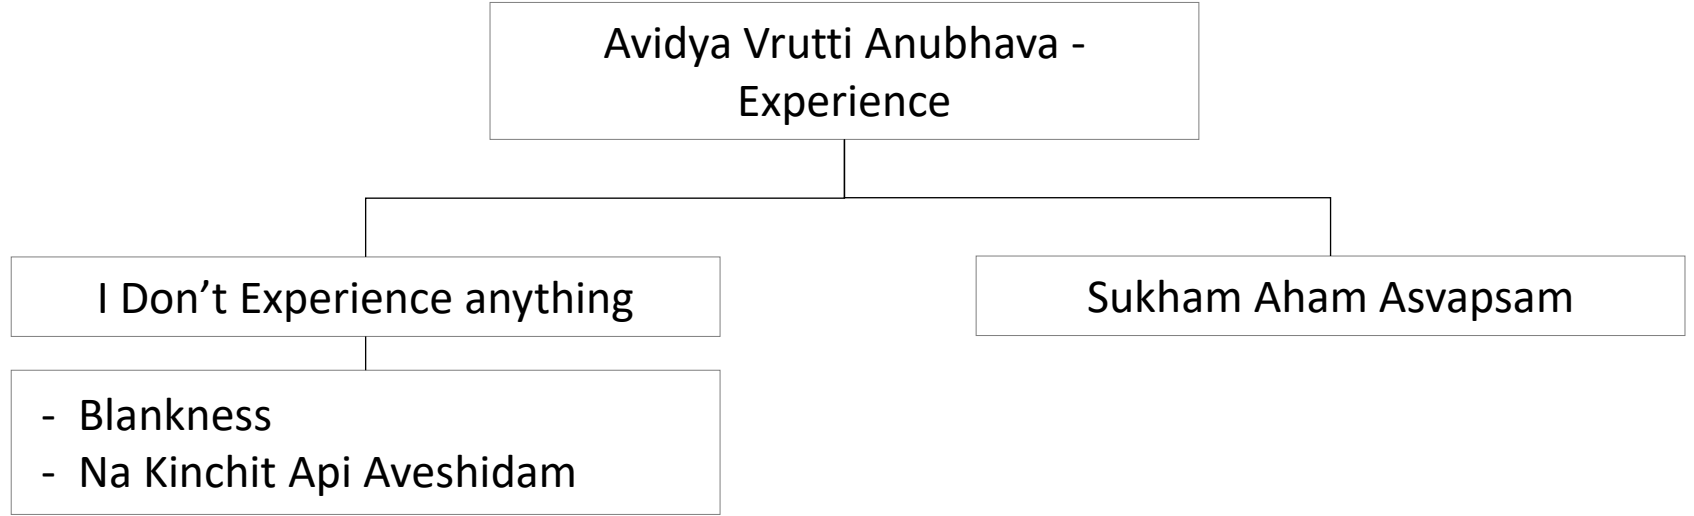 Avidya Vrutti Anubhava -
Experience
I Don’t Experience anything
Sukham Aham Asvapsam
- Blankness
- Na Kinchit Api Aveshidam